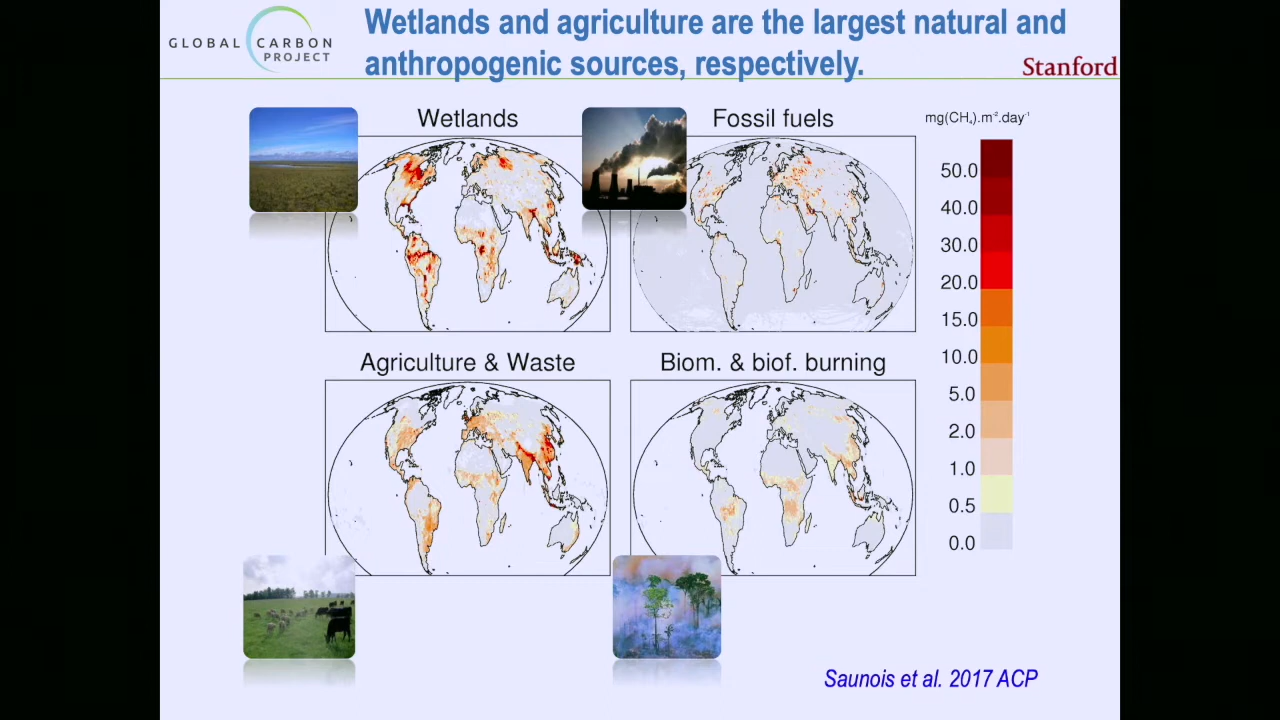 Wetlands and agriculture are the largest natural and
anthropogenic sources, respectively.
GLOBAL CARBON
PROJECT
Stanford
Wetlands
Fossil fuels
mg(CH₄).m⁻².day⁻¹
50.0
40.0
30.0
20.0
15.0
10.0
5.0
2.0
1.0
0.5
0.0
Agriculture & Waste
Biom. & biof. burning
Saunois et al. 2017 ACP